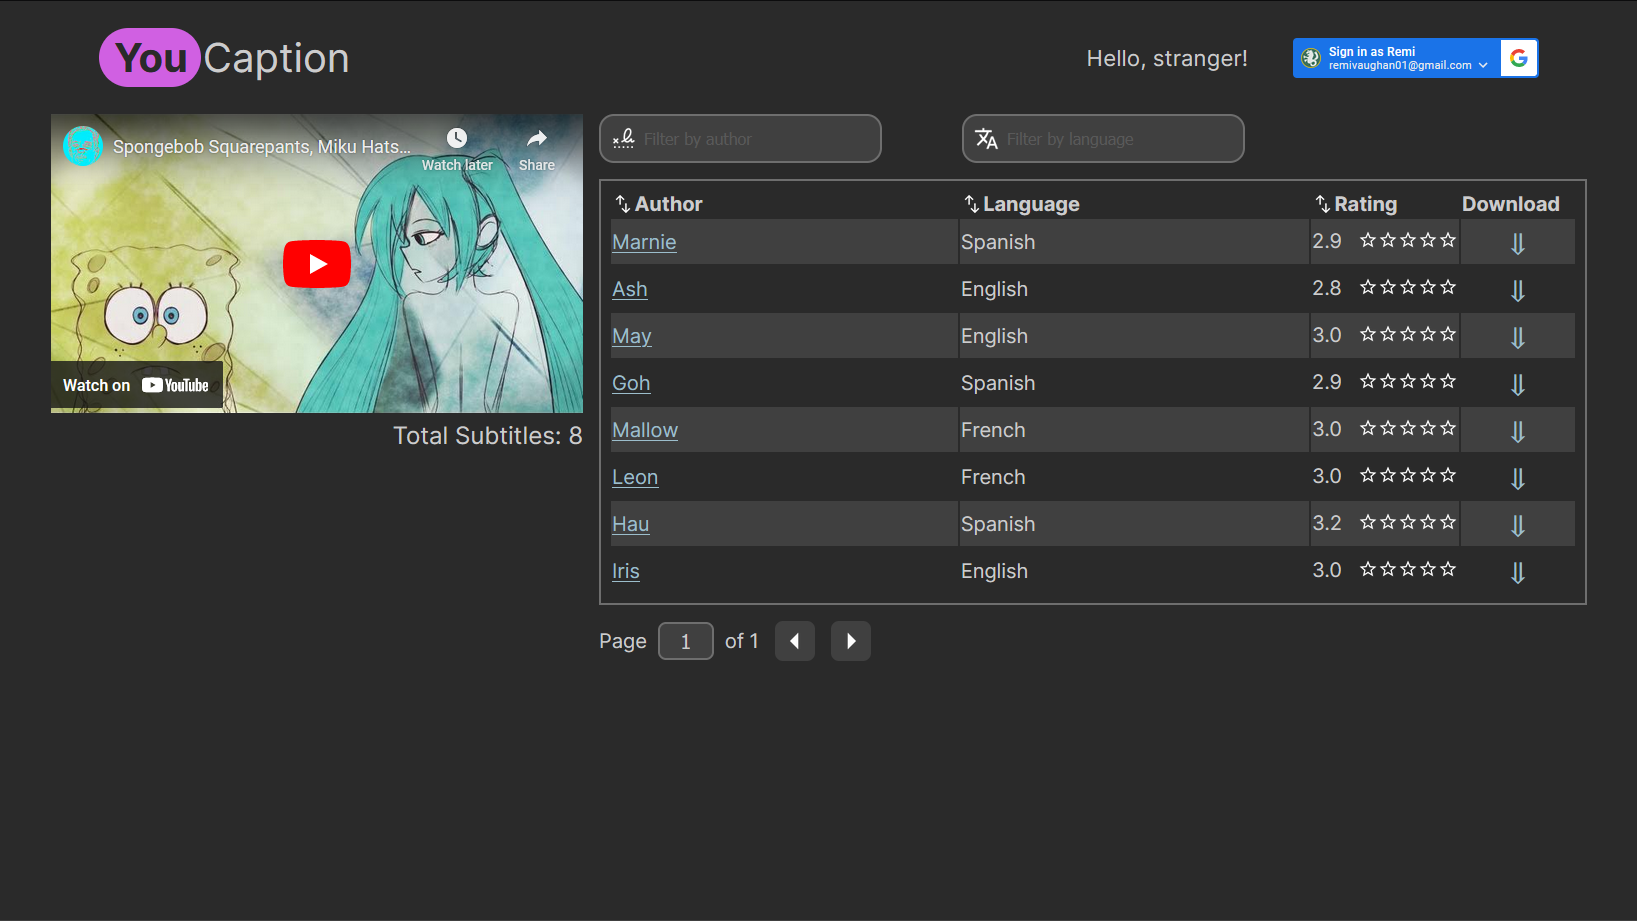 YouCaption
Hello, stranger!
Sign in as Remi
remivaughan01@gmail.com
Spongebob Squarepants, Miku Hats...
Watch later
Share
Watch on YouTube
Total Subtitles: 8
Filter by author
Filter by language
Author Language Rating Download
Marnie Spanish 2.9
Ash English 2.8
May English 3.0
Goh Spanish 2.9
Mallow French 3.0
Leon French 3.0
Hau Spanish 3.2
Iris English 3.0
Page 1 of 1